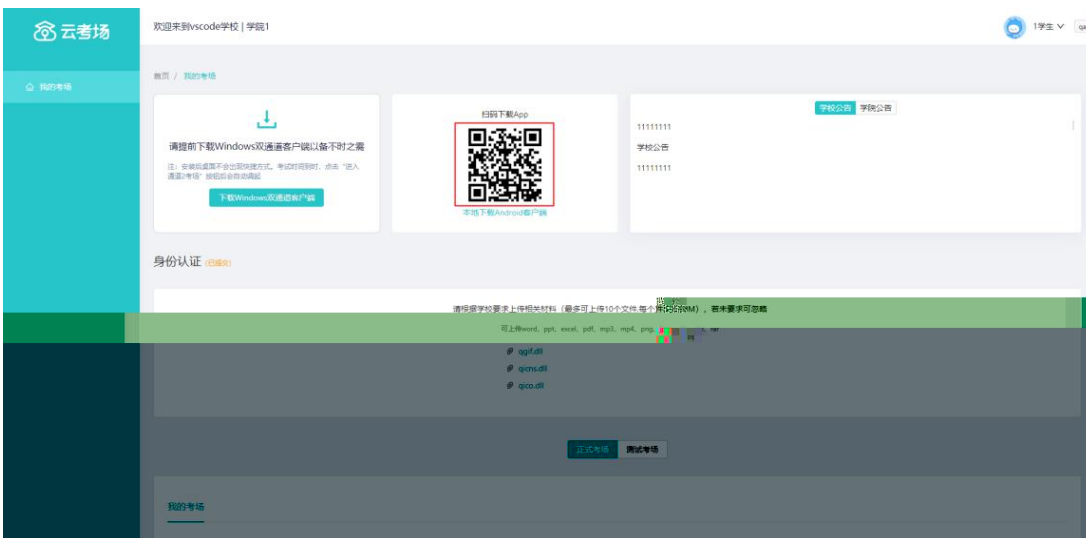 云考场
欢迎来到vscode学校 | 学院1
1学生
我的考场
首页 / 我的考场
请提前下载Windows双通道客户端以备不时之需
注：安装后桌面不会出现快捷方式。考试时间到时，点击“进入
通道2考场”按钮后会自动调起
下载Windows双通道客户端
扫码下载App
本地下载Android客户端
学校公告 学院公告
11111111
学校公告
11111111
身份认证 (已提交)
请根据学校要求上传相关材料（最多可上传10个文件,每个 ），若未要求可忽略
可上传word、ppt、excel、pdf、mp3、mp4、png、
qgif.dll
qicns.dll
qico.dll
正式考场 测试考场
我的考场